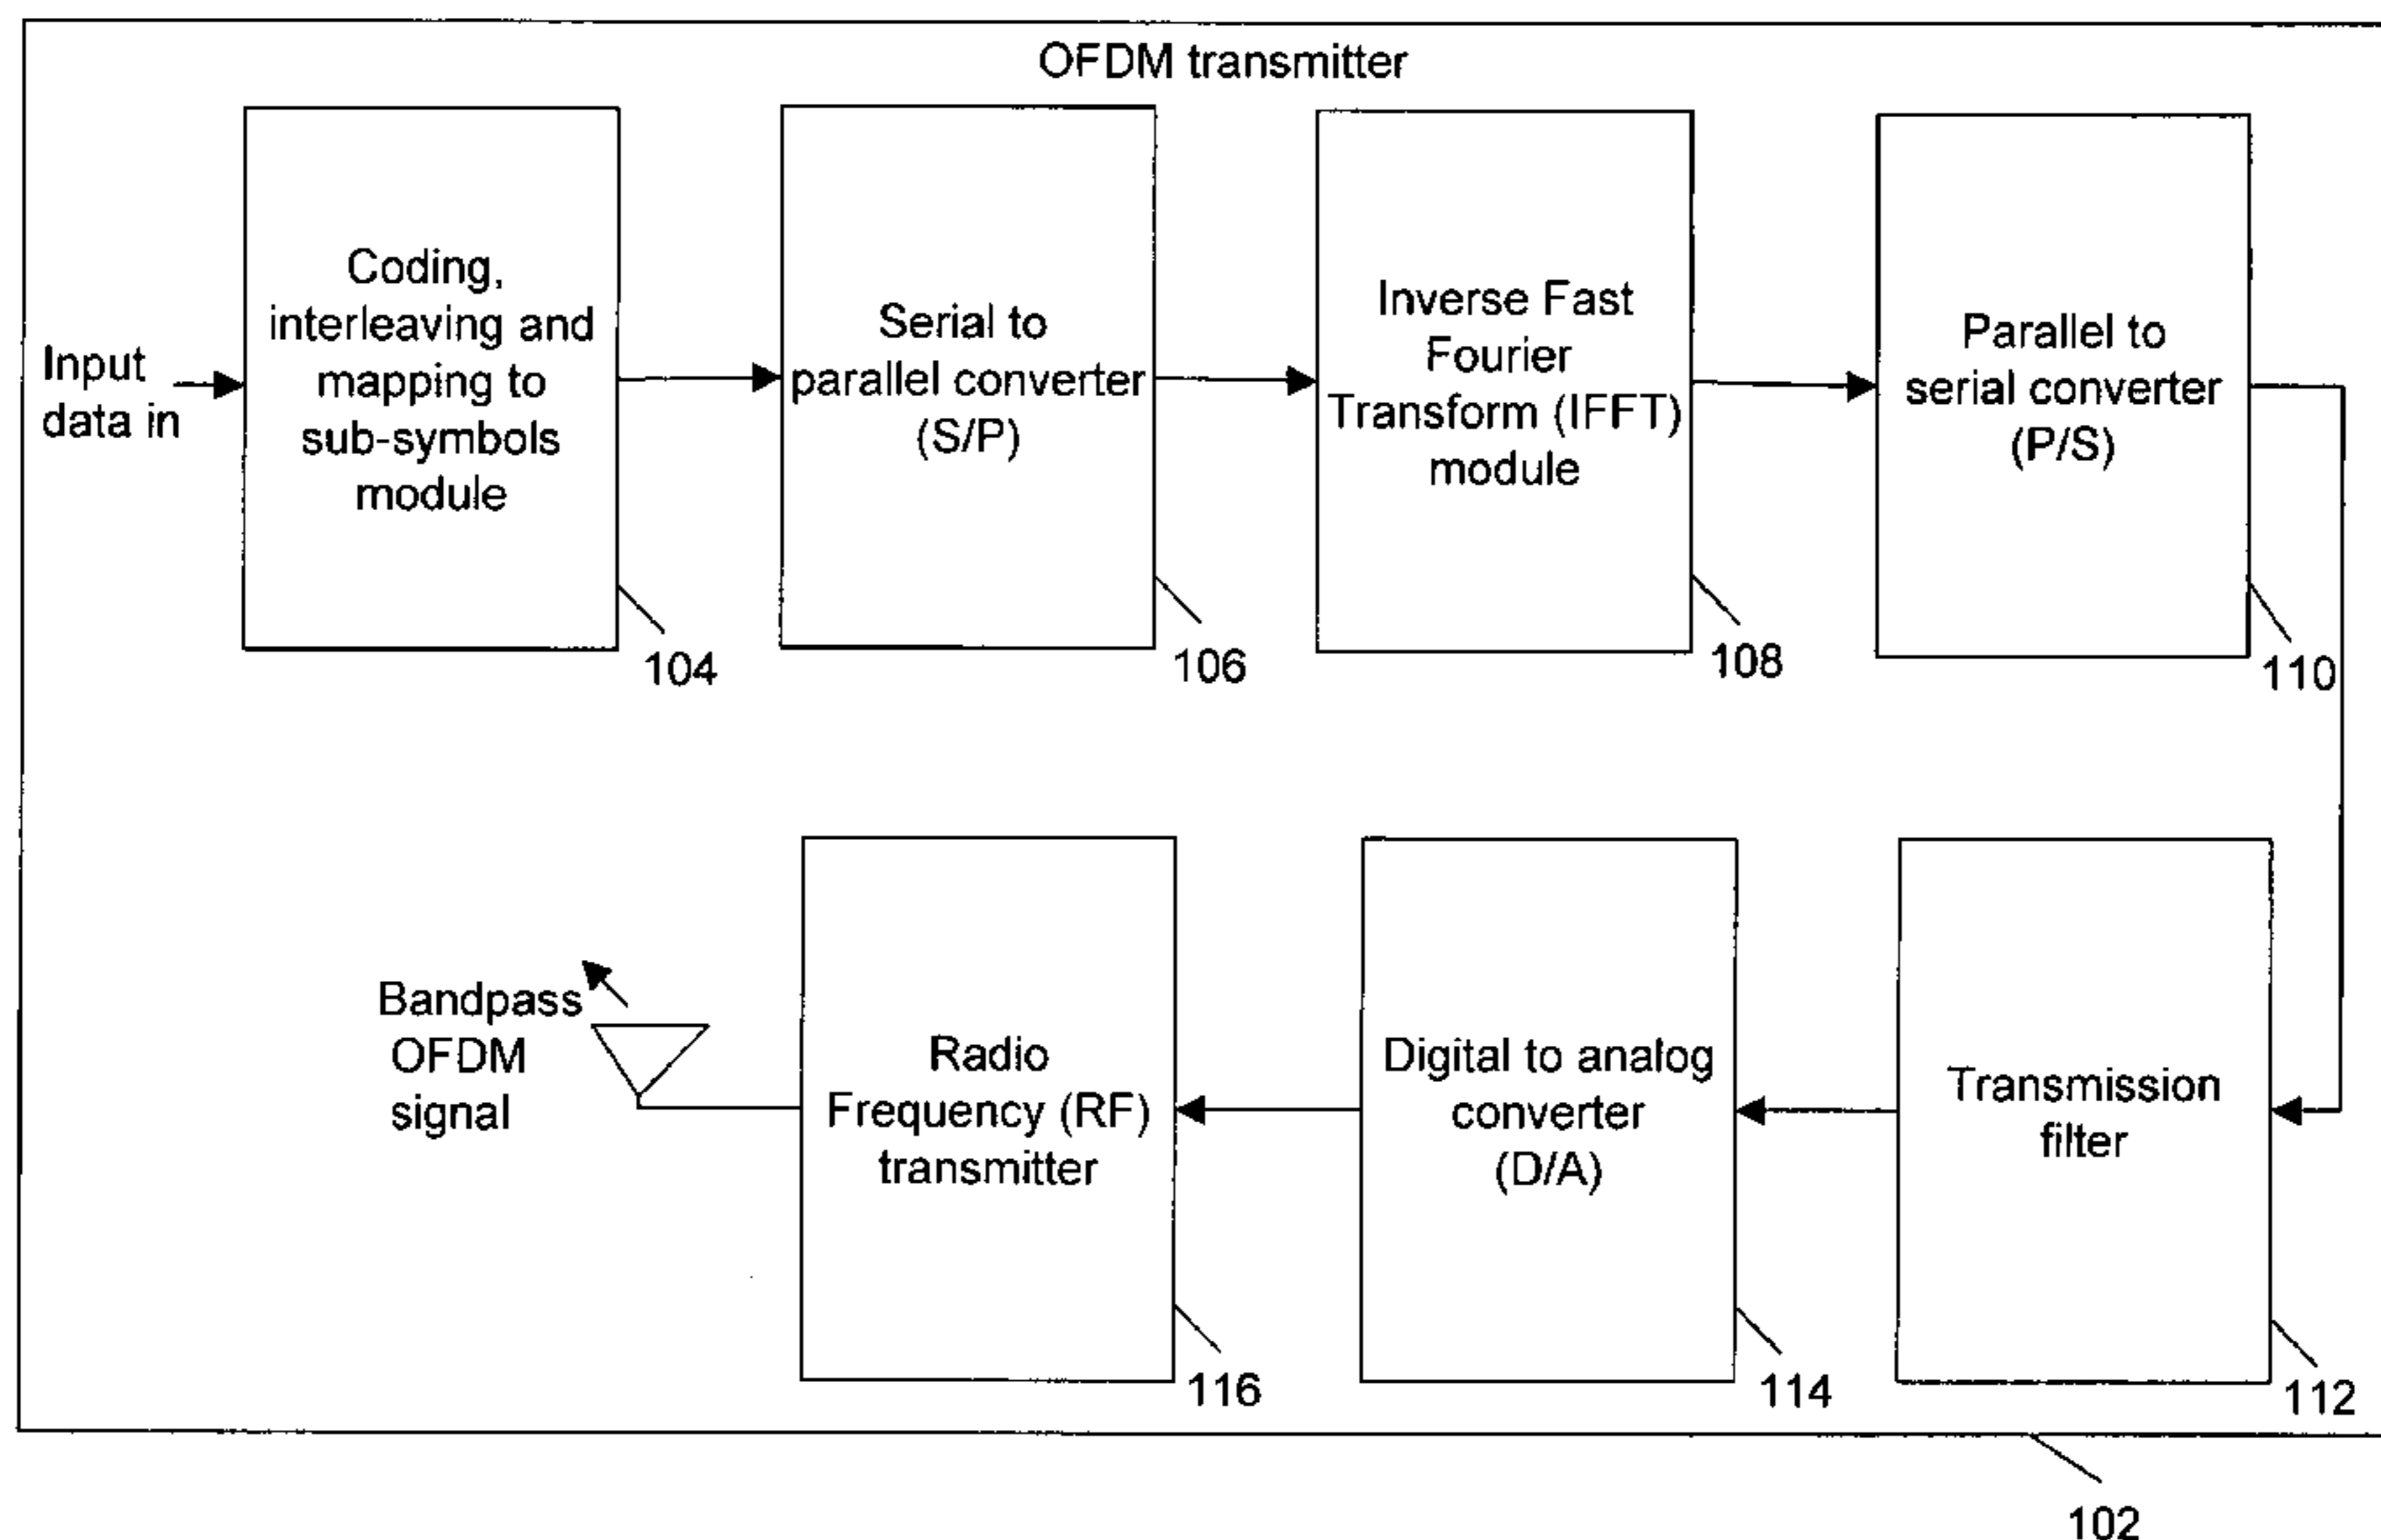 OFDM transmitter
Input
data in
Coding,
interleaving and
mapping to
sub-symbols
module
104
Serial to
parallel converter
(S/P)
106
Inverse Fast
Fourier
Transform (IFFT)
module
108
Parallel to
serial converter
(P/S)
110
Bandpass
OFDM
signal
Radio
Frequency (RF)
transmitter
116
Digital to analog
converter
(D/A)
114
Transmission
filter
112
102